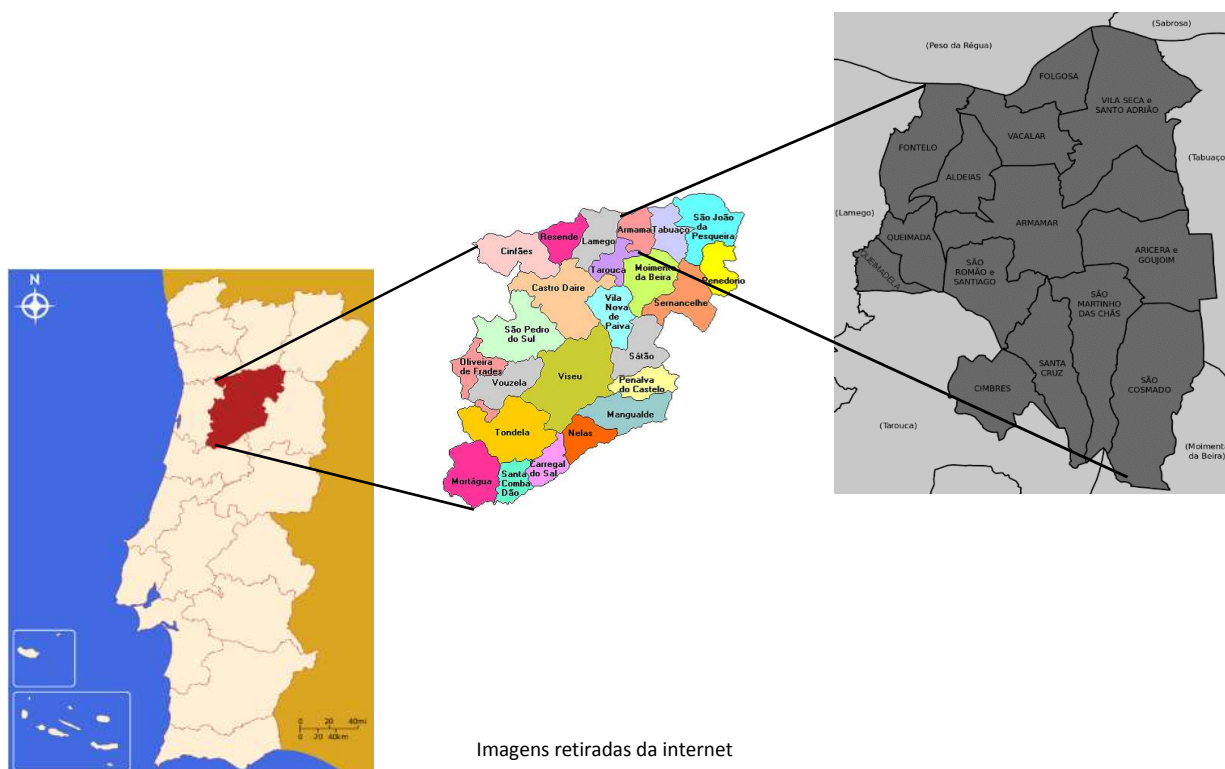 N
0 20 40mi
0 20 40km
Cinfães
Resende
Lamego
Armama
Tabuaço
São João
da
Pesqueira
Tarouca
Moimenta
da Beira
Penedono
Castro Daire
Vila
Nova
de
Paiva
Sernancelhe
São Pedro
do Sul
Sátão
Oliveira
de Frades
Vouzela
Viseu
Penalva
do Castelo
Mangualde
Tondela
Nelas
Carregal
do Sal
Mortágua
Santa
Comba
Dão
(Sabrosa)
(Peso da Régua)
FOLGOSA
VILA SECA e
SANTO ADRIÃO
VACALAR
FONTELO
(Tabuaço)
ALDEIAS
(Lamego)
ARMAMAR
QUEIMADA
ARICERA e
GOUJOIM
QUEIMADELA
SÃO
ROMÃO e
SANTIAGO
SÃO
MARTINHO
DAS CHÃS
SANTA
CRUZ
SÃO
COSMADO
CIMBRES
(Tarouca)
(Moimenta
da Beira)
Imagens retiradas da internet